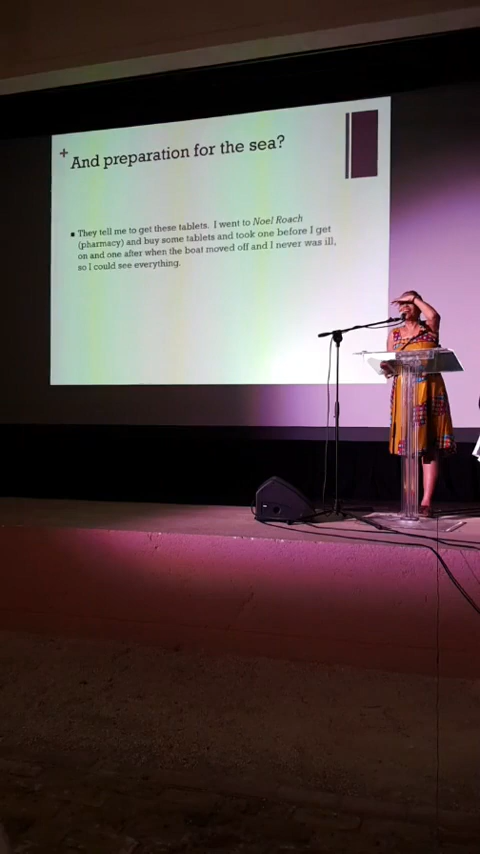 + And preparation for the sea?
• They tell me to get these tablets. I went to Noel Roach
(pharmacy) and buy some tablets and took one before I get
on and one after when the boat moved off and I never was ill,
so I could see everything.